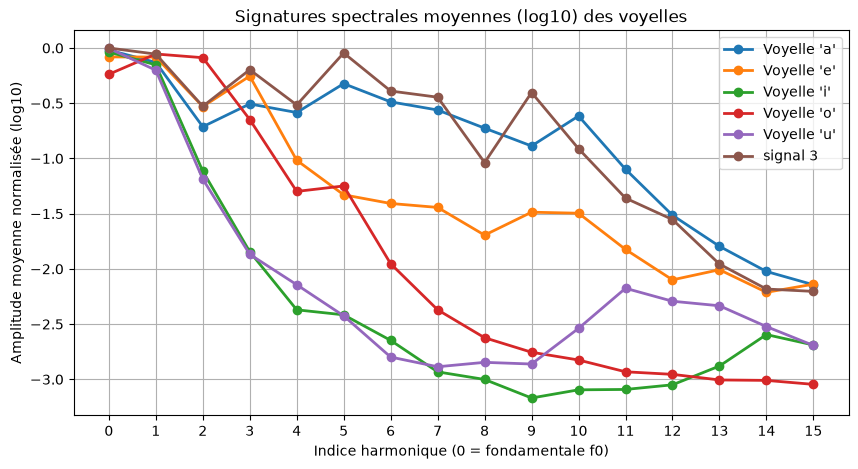 Signatures spectrales moyennes (log10) des voyelles
Amplitude moyenne normalisée (log10)
0.0
−0.5
−1.0
−1.5
−2.0
−2.5
−3.0
Voyelle 'a'
Voyelle 'e'
Voyelle 'i'
Voyelle 'o'
Voyelle 'u'
signal 3
0 1 2 3 4 5 6 7 8 9 10 11 12 13 14 15
Indice harmonique (0 = fondamentale f0)